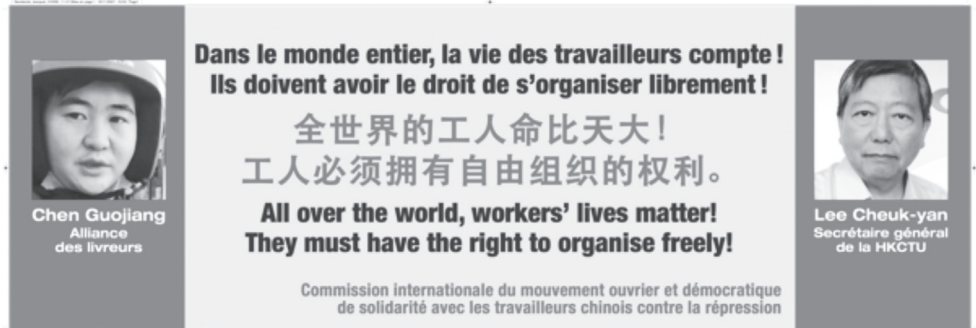 Dans le monde entier, la vie des travailleurs compte !
Ils doivent avoir le droit de s’organiser librement !
全世界的工人命比天大！
工人必须拥有自由组织的权利。
All over the world, workers’ lives matter!
They must have the right to organise freely!
Commission internationale du mouvement ouvrier et démocratique
de solidarité avec les travailleurs chinois contre la répression
Chen Guojiang
Alliance
des livreurs
Lee Cheuk-yan
Secrétaire général
de la HKCTU